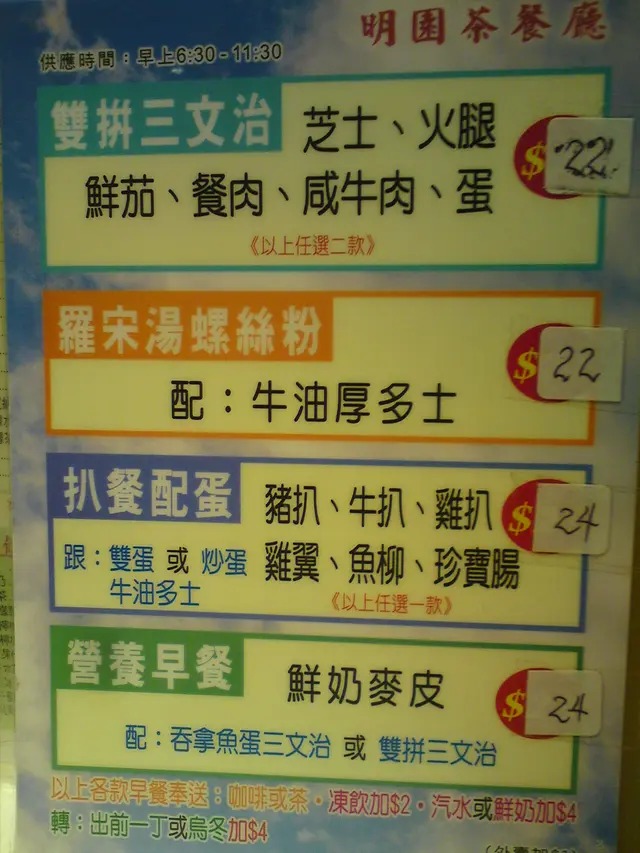 明園茶餐廳
供應時間：早上6:30-11:30
雙拼三文治 芝士、火腿 $22
鮮茄、餐肉、咸牛肉、蛋
《以上任選二款》
羅宋湯螺絲粉 $22
配：牛油厚多士
扒餐配蛋 豬扒、牛扒、雞扒 $24
跟：雙蛋 或 炒蛋 雞翼、魚柳、珍寶腸
牛油多士 《以上任選一款》
營養早餐 鮮奶麥皮 $24
配：吞拿魚蛋三文治 或 雙拼三文治
以上各款早餐奉送：咖啡或茶·凍飲加$2·汽水或鮮奶加$4
轉：出前一丁或烏冬加$4